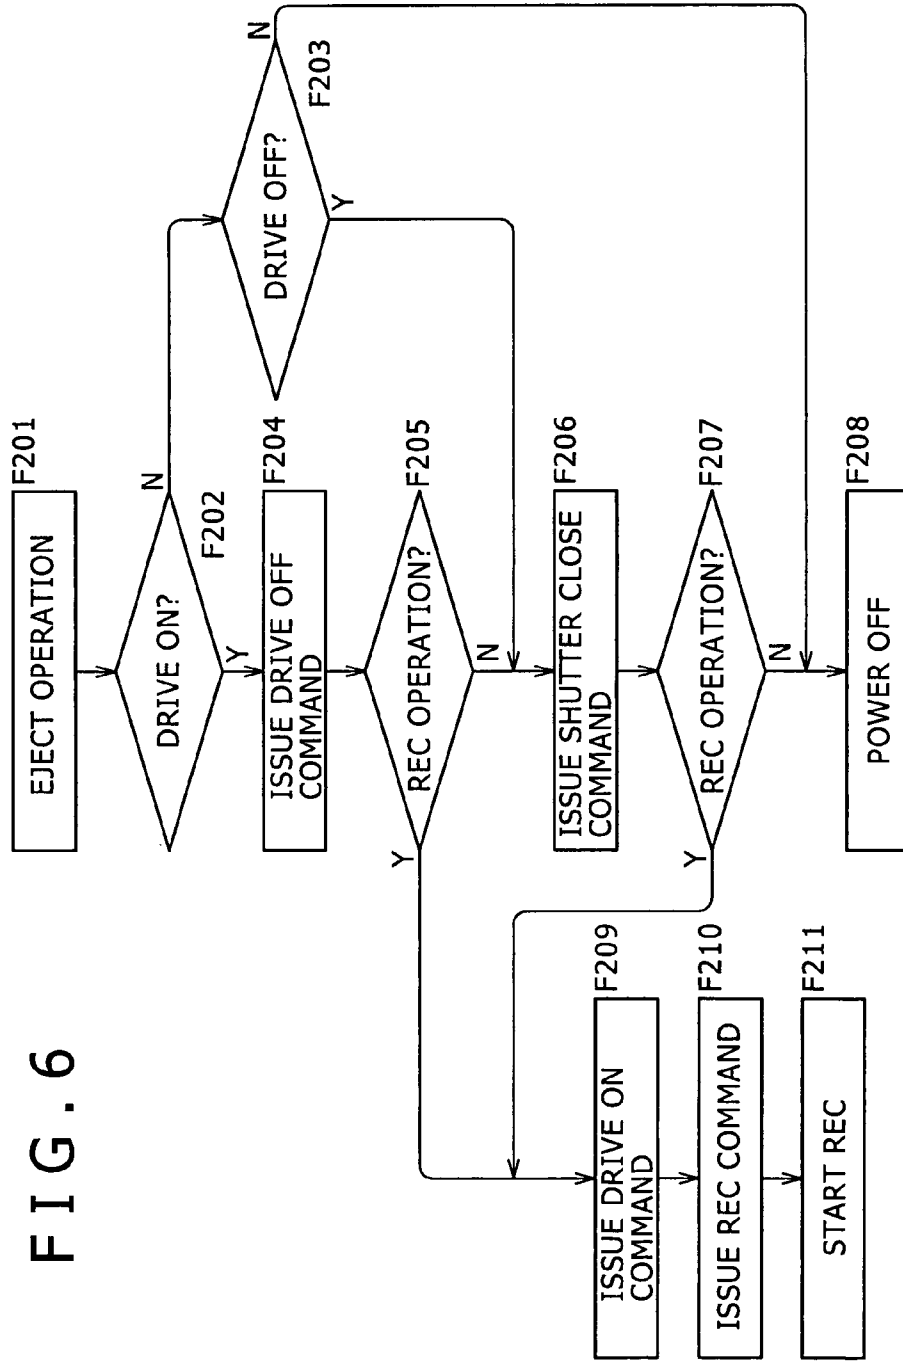 FIG. 6
EJECT OPERATION
F201
DRIVE ON?
F202
Y
N
DRIVE OFF?
F203
Y
N
ISSUE DRIVE OFF
COMMAND
F204
REC OPERATION?
F205
Y
N
ISSUE SHUTTER CLOSE
COMMAND
F206
REC OPERATION?
F207
Y
N
POWER OFF
F208
ISSUE DRIVE ON
COMMAND
F209
ISSUE REC COMMAND
F210
START REC
F211